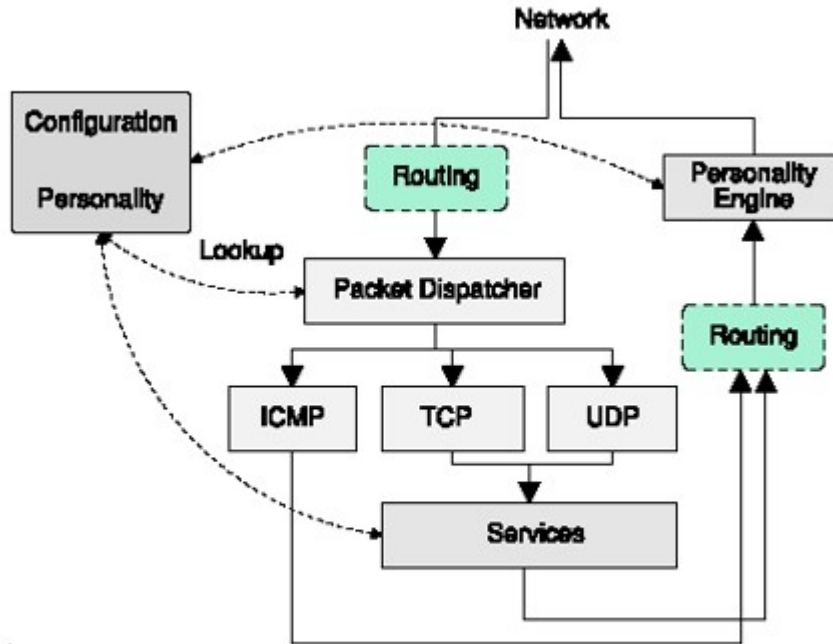 Network
Configuration
Personality
Routing
Personality
Engine
Lookup
Packet Dispatcher
Routing
ICMP
TCP
UDP
Services